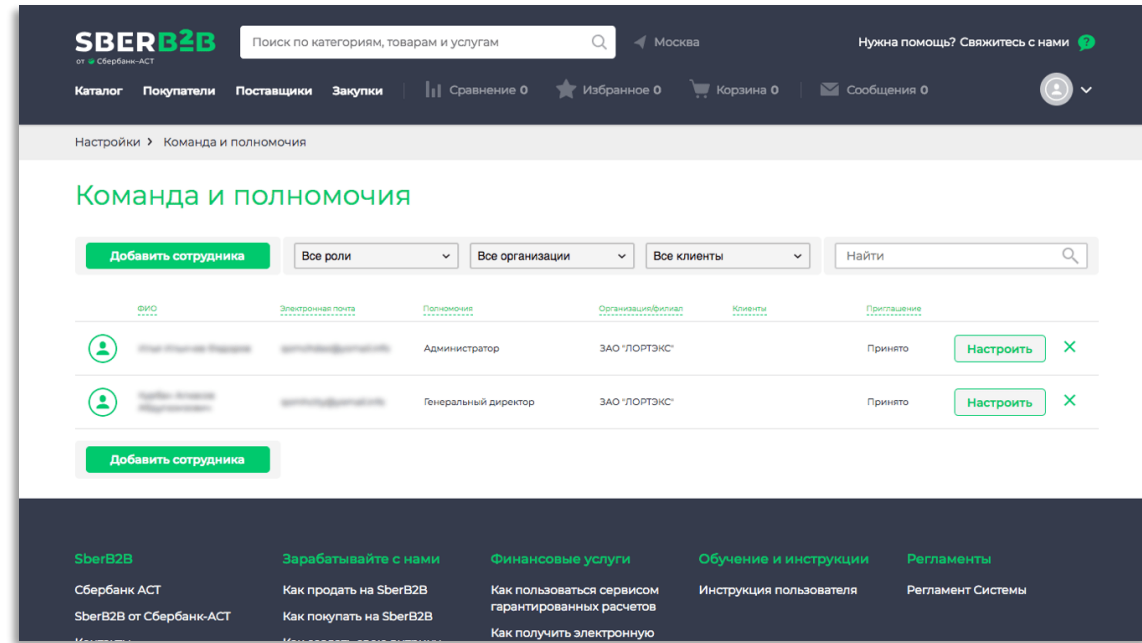 SBERB2B
от Сбербанк-АСТ
Поиск по категориям, товарам и услугам
Москва
Нужна помощь? Свяжитесь с нами ?
Каталог Покупатели Поставщики Закупки Сравнение 0 Избранное 0 Корзина 0 Сообщения 0
Настройки > Команда и полномочия
Команда и полномочия
Добавить сотрудника Все роли Все организации Все клиенты Найти
ФИО Электронная почта Полномочия Организация/филиал Клиенты Приглашение
Администратор ЗАО "ЛОРТЭКС" Принято Настроить
Генеральный директор ЗАО "ЛОРТЭКС" Принято Настроить
Добавить сотрудника
SberB2B Зарабатывайте с нами Финансовые услуги Обучение и инструкции Регламенты
Сбербанк АСТ Как продать на SberB2B Как пользоваться сервисом Инструкция пользователя Регламент Системы
гарантированных расчетов
SberB2B от Сбербанк-АСТ Как покупать на SberB2B
Как получить электронную